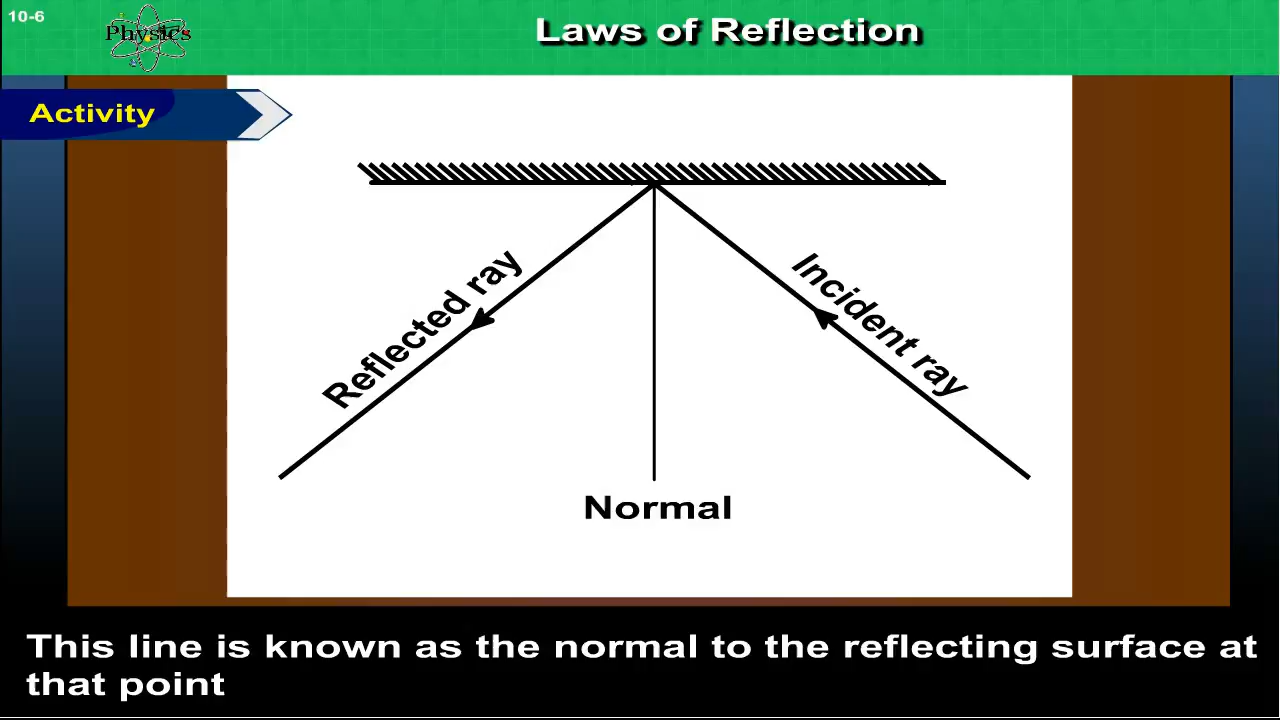 10-6
Physics
Laws of Reflection
Activity
Reflected ray
Incident ray
Normal
This line is known as the normal to the reflecting surface at
that point